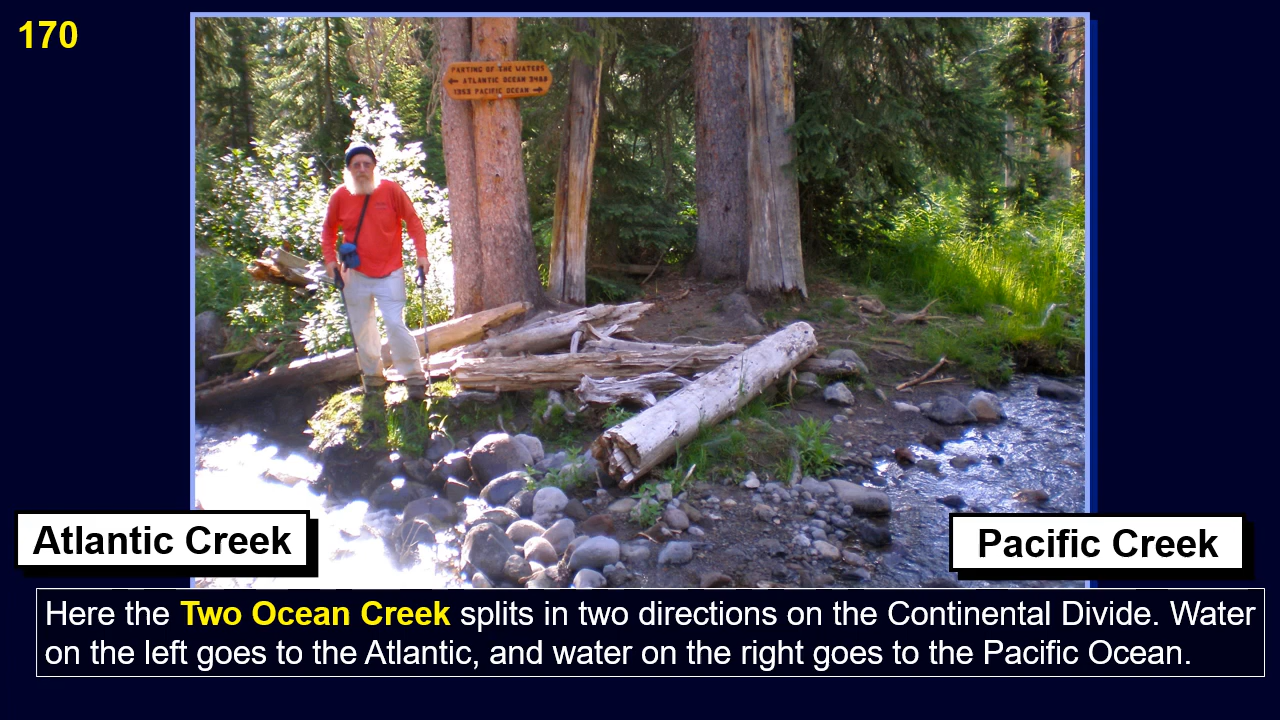 170
PARTING OF THE WATERS
← ATLANTIC OCEAN 3488
1353 PACIFIC OCEAN →
Atlantic Creek
Pacific Creek
Here the Two Ocean Creek splits in two directions on the Continental Divide. Water
on the left goes to the Atlantic, and water on the right goes to the Pacific Ocean.